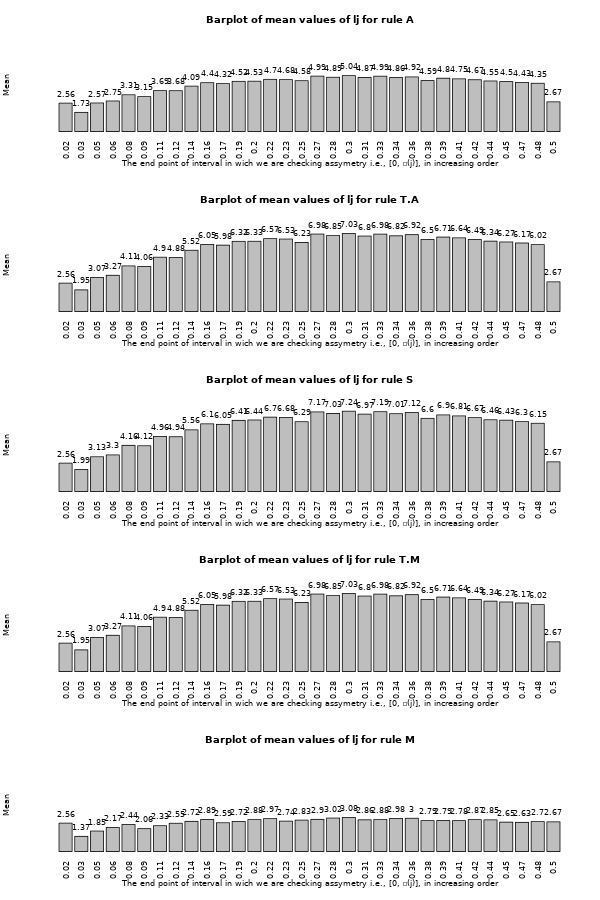 Barplot of mean values of lj for rule A
Mean
2.56 1.73 2.57 2.75 3.31 3.15 3.69 3.68 4.09 4.4 4.32 4.52 4.53 4.74 4.68 4.58 4.99 4.89 5.04 4.87 4.99 4.86 4.92 4.59 4.8 4.75 4.67 4.55 4.5 4.43 4.35 2.67
0.02 0.03 0.05 0.06 0.08 0.09 0.11 0.12 0.14 0.16 0.17 0.19 0.2 0.22 0.23 0.25 0.27 0.28 0.3 0.31 0.33 0.34 0.36 0.38 0.39 0.41 0.42 0.44 0.45 0.47 0.48 0.5
The end point of interval in wich we are checking assymetry i.e., [0, □(j)], in increasing order
Barplot of mean values of lj for rule T.A
Mean
2.56 1.95 3.07 3.27 4.11 4.06 4.9 4.88 5.52 6.05 5.98 6.32 6.33 6.57 6.53 6.23 6.98 6.85 7.03 6.8 6.98 6.82 6.92 6.5 6.71 6.64 6.49 6.34 6.27 6.17 6.02 2.67
0.02 0.03 0.05 0.06 0.08 0.09 0.11 0.12 0.14 0.16 0.17 0.19 0.2 0.22 0.23 0.25 0.27 0.28 0.3 0.31 0.33 0.34 0.36 0.38 0.39 0.41 0.42 0.44 0.45 0.47 0.48 0.5
The end point of interval in wich we are checking assymetry i.e., [0, □(j)], in increasing order
Barplot of mean values of lj for rule S
Mean
2.56 1.99 3.13 3.3 4.16 4.12 4.96 4.94 5.56 6.1 6.05 6.41 6.44 6.76 6.68 6.29 7.17 7.03 7.24 6.97 7.19 7.01 7.12 6.6 6.9 6.81 6.67 6.46 6.43 6.3 6.15 2.67
0.02 0.03 0.05 0.06 0.08 0.09 0.11 0.12 0.14 0.16 0.17 0.19 0.2 0.22 0.23 0.25 0.27 0.28 0.3 0.31 0.33 0.34 0.36 0.38 0.39 0.41 0.42 0.44 0.45 0.47 0.48 0.5
The end point of interval in wich we are checking assymetry i.e., [0, □(j)], in increasing order
Barplot of mean values of lj for rule T.M
Mean
2.56 1.95 3.07 3.27 4.11 4.06 4.9 4.88 5.52 6.05 5.98 6.32 6.33 6.57 6.53 6.23 6.98 6.85 7.03 6.8 6.98 6.82 6.92 6.5 6.71 6.64 6.49 6.34 6.27 6.17 6.02 2.67
0.02 0.03 0.05 0.06 0.08 0.09 0.11 0.12 0.14 0.16 0.17 0.19 0.2 0.22 0.23 0.25 0.27 0.28 0.3 0.31 0.33 0.34 0.36 0.38 0.39 0.41 0.42 0.44 0.45 0.47 0.48 0.5
The end point of interval in wich we are checking assymetry i.e., [0, □(j)], in increasing order
Barplot of mean values of lj for rule M
Mean
2.56 1.37 1.85 2.17 2.44 2.06 2.33 2.55 2.72 2.89 2.59 2.72 2.88 2.97 2.74 2.83 2.9 3.02 3.08 2.86 2.88 2.98 3 2.79 2.79 2.78 2.87 2.85 2.65 2.63 2.72 2.67
0.02 0.03 0.05 0.06 0.08 0.09 0.11 0.12 0.14 0.16 0.17 0.19 0.2 0.22 0.23 0.25 0.27 0.28 0.3 0.31 0.33 0.34 0.36 0.38 0.39 0.41 0.42 0.44 0.45 0.47 0.48 0.5
The end point of interval in wich we are checking assymetry i.e., [0, □(j)], in increasing order